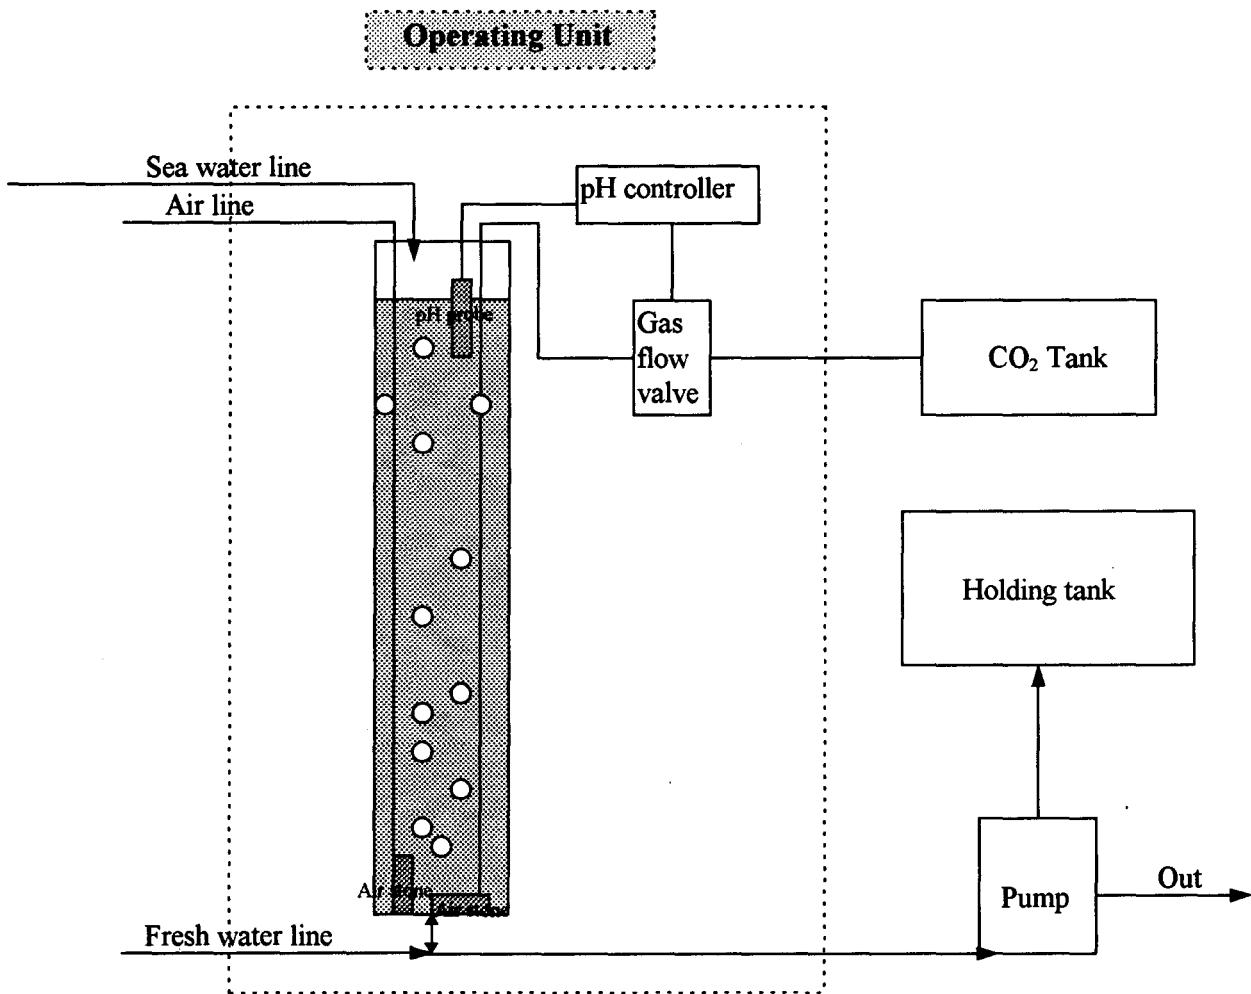 Operating Unit
Sea water line
Air line
pH controller
pH probe
Gas
flow
valve
CO₂ Tank
Holding tank
Air stone
Air stone
Pump
Out
Fresh water line